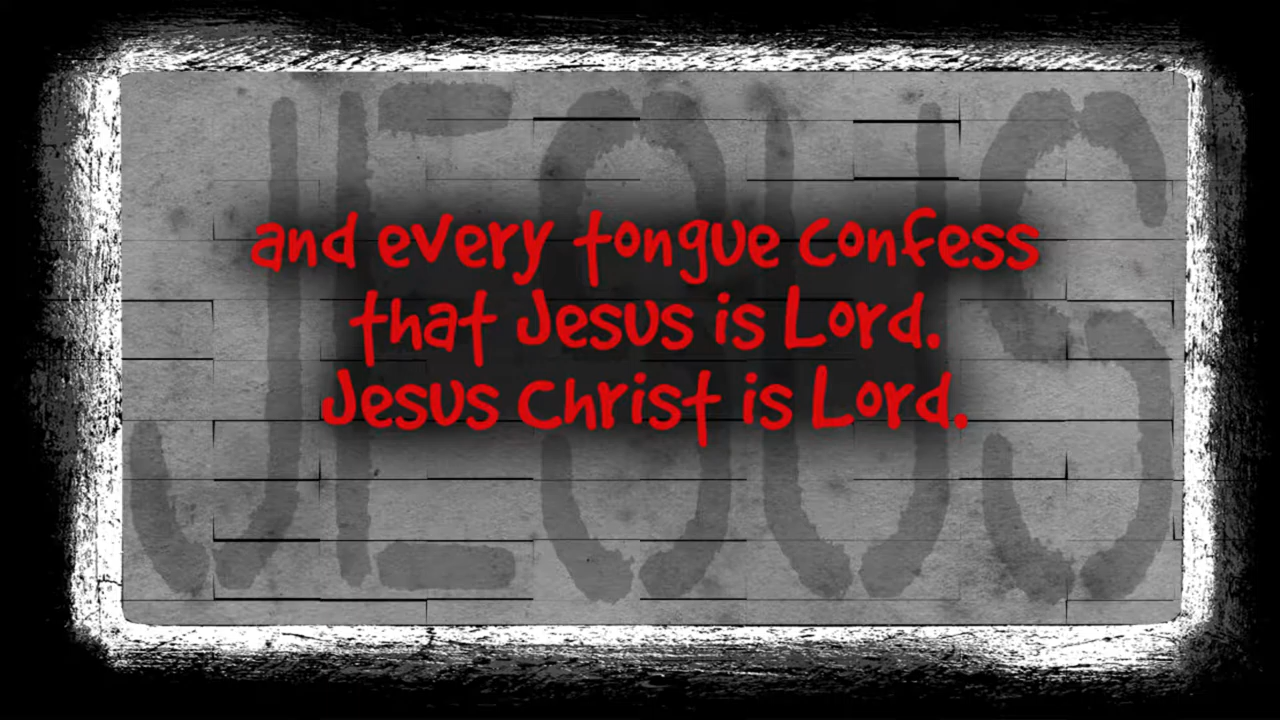 JESUS
and every tongue confess
that Jesus is Lord.
Jesus Christ is Lord.